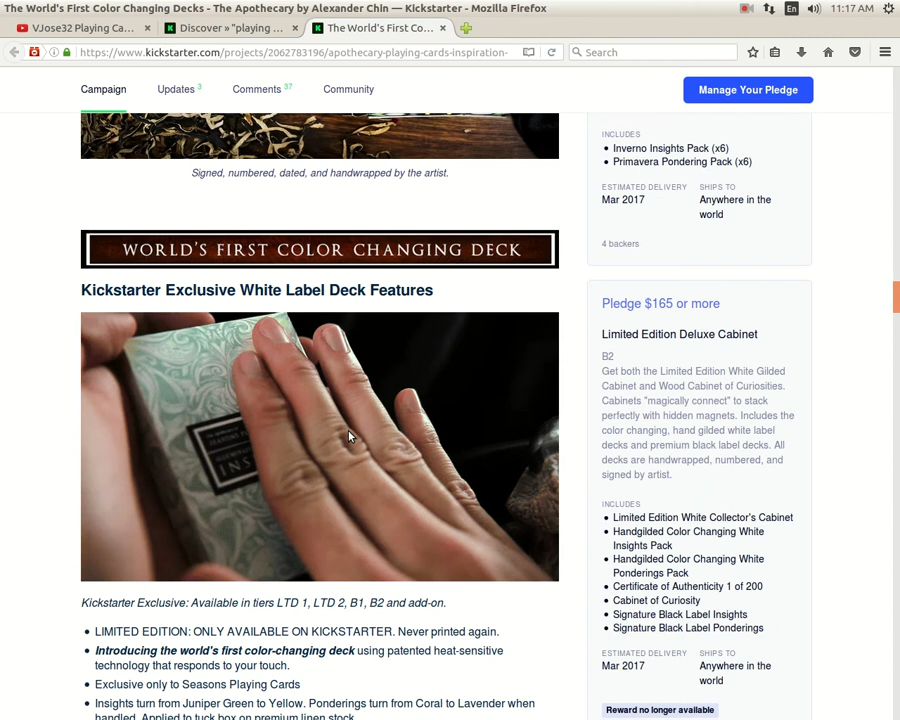 The World's First Color Changing Decks - The Apothecary by Alexander Chin — Kickstarter - Mozilla Firefox
En 11:17 AM
VJose32 Playing Ca...
Discover » "playing ...
The World's First Co...
https://www.kickstarter.com/projects/2062783196/apothecary-playing-cards-inspiration-
Search
Campaign
Updates 3
Comments 37
Community
Manage Your Pledge
Signed, numbered, dated, and handwrapped by the artist.
WORLD'S FIRST COLOR CHANGING DECK
Kickstarter Exclusive White Label Deck Features
INS
Kickstarter Exclusive: Available in tiers LTD 1, LTD 2, B1, B2 and add-on.
LIMITED EDITION: ONLY AVAILABLE ON KICKSTARTER. Never printed again.
Introducing the world's first color-changing deck using patented heat-sensitive
technology that responds to your touch.
Exclusive only to Seasons Playing Cards
Insights turn from Juniper Green to Yellow. Ponderings turn from Coral to Lavender when
handled. Applied to tuck box on premium linen stock.
INCLUDES
Inverno Insights Pack (x6)
Primavera Pondering Pack (x6)
ESTIMATED DELIVERY
Mar 2017
SHIPS TO
Anywhere in the
world
4 backers
Pledge $165 or more
Limited Edition Deluxe Cabinet
B2
Get both the Limited Edition White Gilded
Cabinet and Wood Cabinet of Curiosities.
Cabinets "magically connect" to stack
perfectly with hidden magnets. Includes the
color changing, hand gilded white label
decks and premium black label decks. All
decks are handwrapped, numbered, and
signed by artist.
INCLUDES
Limited Edition White Collector's Cabinet
Handgilded Color Changing White
Insights Pack
Handgilded Color Changing White
Ponderings Pack
Certificate of Authenticity 1 of 200
Cabinet of Curiosity
Signature Black Label Insights
Signature Black Label Ponderings
ESTIMATED DELIVERY
Mar 2017
SHIPS TO
Anywhere in the
world
Reward no longer available